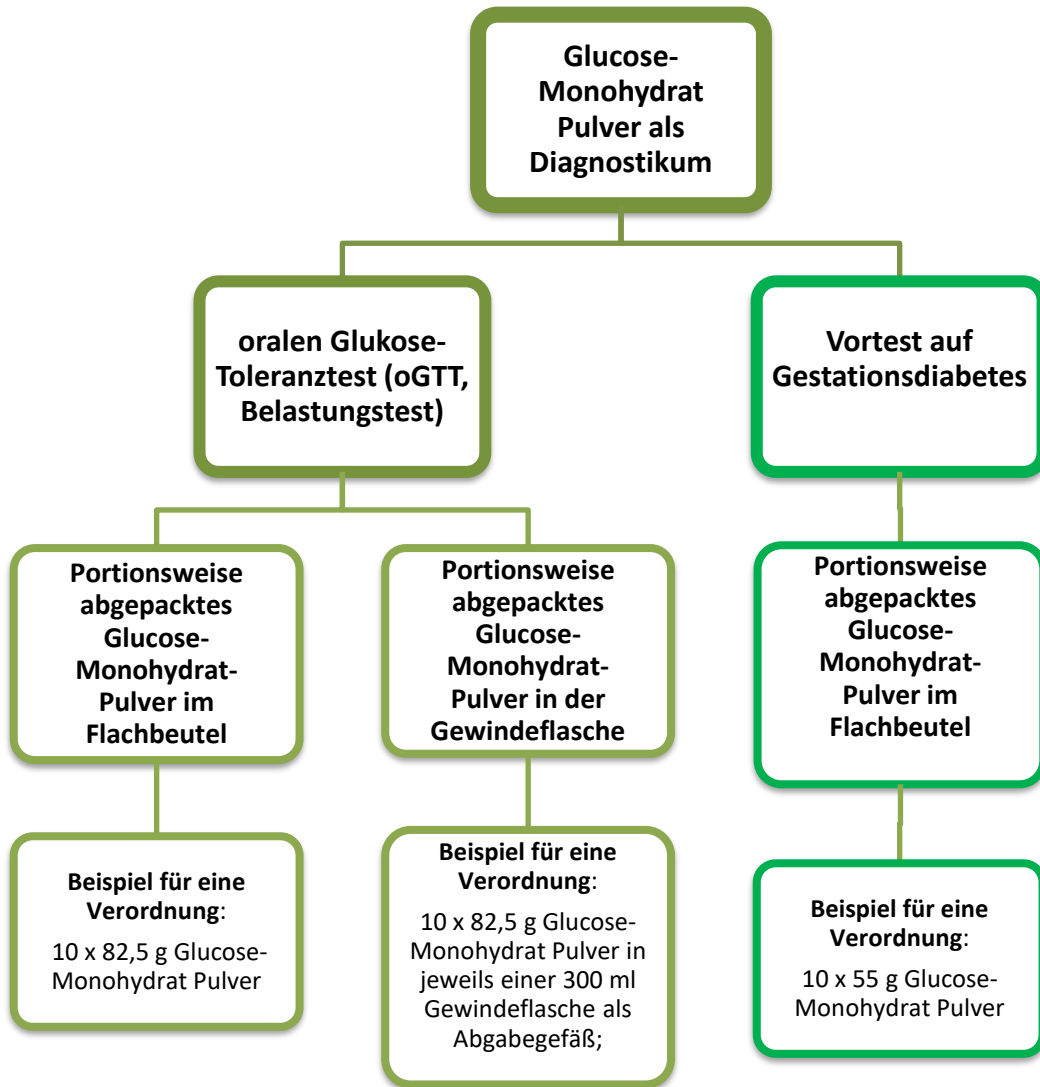 Glucose-
Monohydrat
Pulver als
Diagnostikum
oralen Glukose-
Toleranztest (oGTT,
Belastungstest)
Vortest auf
Gestationsdiabetes
Portionsweise
abgepacktes
Glucose-
Monohydrat-
Pulver im
Flachbeutel
Portionsweise
abgepacktes
Glucose-
Monohydrat-
Pulver in der
Gewindeflasche
Portionsweise
abgepacktes
Glucose-
Monohydrat-
Pulver im
Flachbeutel
Beispiel für eine
Verordnung:
10 x 82,5 g Glucose-
Monohydrat Pulver
Beispiel für eine
Verordnung:
10 x 82,5 g Glucose-
Monohydrat Pulver in
jeweils einer 300 ml
Gewindeflasche als
Abgabegefäß;
Beispiel für eine
Verordnung:
10 x 55 g Glucose-
Monohydrat Pulver